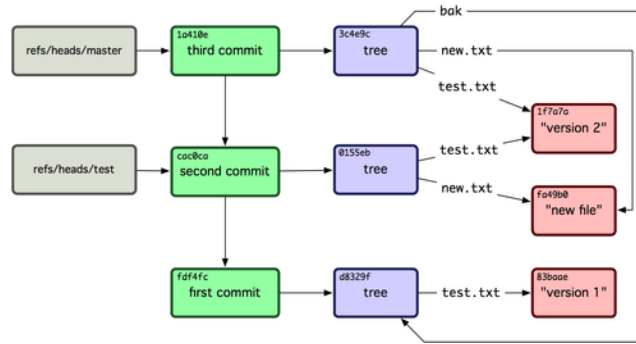 bak
1a410e
3c4e9c
refs/heads/master
third commit
tree
new.txt
test.txt
1f7a7a
"version 2"
cac0ca
0155eb
test.txt
refs/heads/test
second commit
tree
new.txt
fa49b0
"new file"
fdf4fc
d8329f
83baae
first commit
tree
test.txt
"version 1"